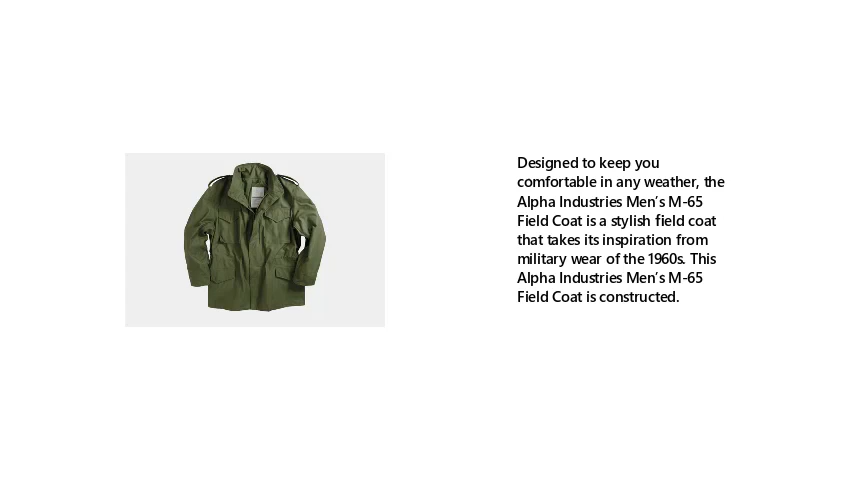 Designed to keep you
comfortable in any weather, the
Alpha Industries Men's M-65
Field Coat is a stylish field coat
that takes its inspiration from
military wear of the 1960s. This
Alpha Industries Men's M-65
Field Coat is constructed.